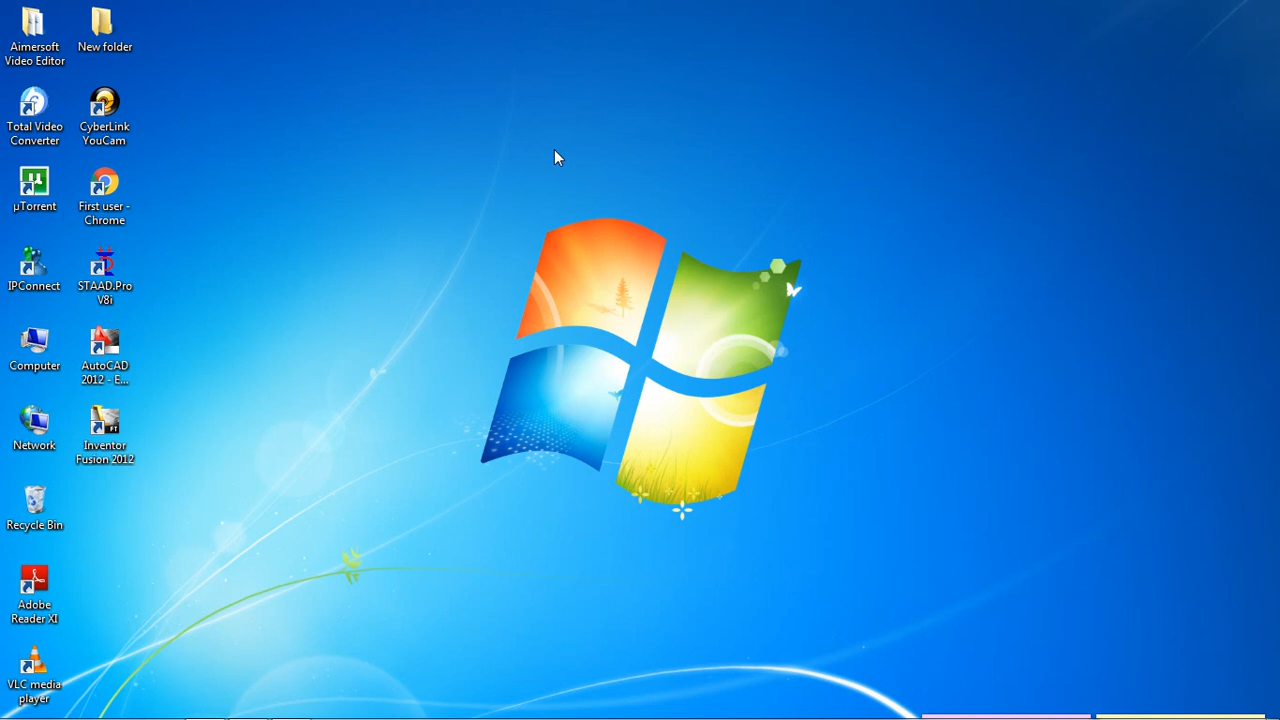 Aimersoft
Video Editor
New folder
Total Video
Converter
CyberLink
YouCam
µTorrent
First user -
Chrome
IPConnect
STAAD.Pro
V8i
Computer
AutoCAD
2012 - E...
Network
Inventor
Fusion 2012
FT
Recycle Bin
Adobe
Reader XI
VLC media
player